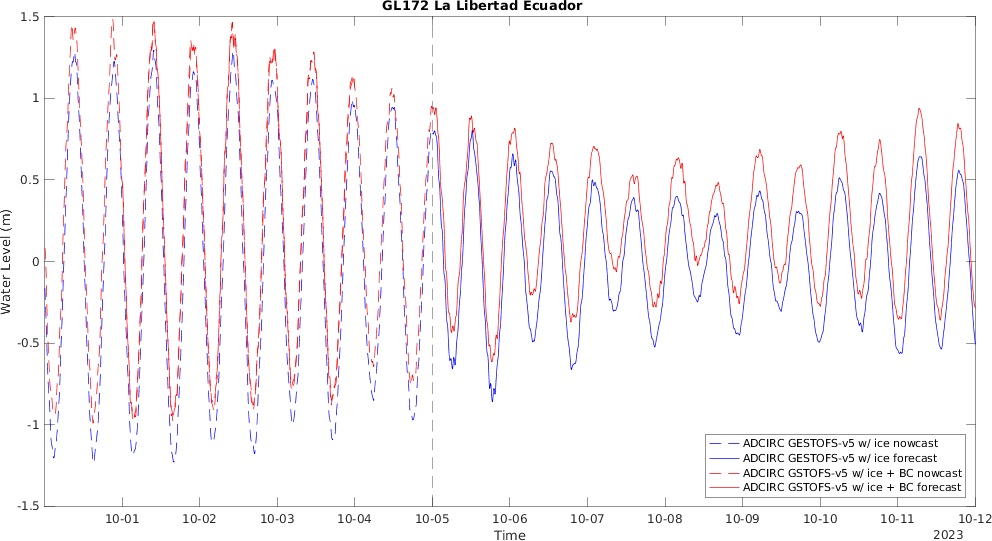 GL172 La Libertad Ecuador
1.5
1
0.5
0
-0.5
-1
-1.5
Water Level (m)
10-01 10-02 10-03 10-04 10-05 10-06 10-07 10-08 10-09 10-10 10-11 10-12
Time
2023
ADCIRC GESTOFS-v5 w/ ice nowcast
ADCIRC GESTOFS-v5 w/ ice forecast
ADCIRC GSTOFS-v5 w/ ice + BC nowcast
ADCIRC GSTOFS-v5 w/ ice + BC forecast